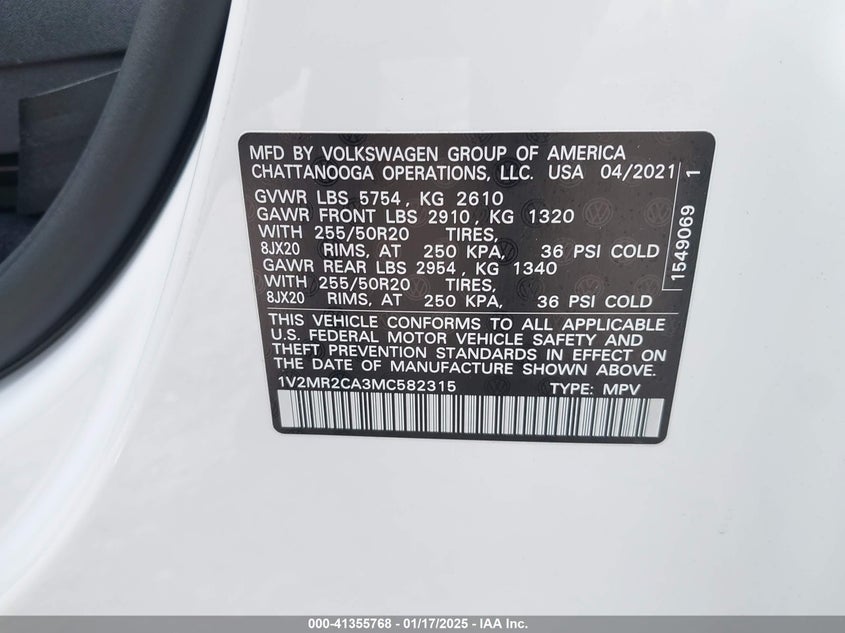 MFD BY VOLKSWAGEN GROUP OF AMERICA
CHATTANOOGA OPERATIONS, LLC. USA 04/2021
GVWR LBS 5754, KG 2610
GAWR FRONT LBS 2910, KG 1320
WITH 255/50R20 TIRES,
8JX20 RIMS, AT 250 KPA, 36 PSI COLD
GAWR REAR LBS 2954, KG 1340
WITH 255/50R20 TIRES,
8JX20 RIMS, AT 250 KPA, 36 PSI COLD
THIS VEHICLE CONFORMS TO ALL APPLICABLE
U.S. FEDERAL MOTOR VEHICLE SAFETY AND
THEFT PREVENTION STANDARDS IN EFFECT ON
THE DATE OF MANUFACTURE SHOWN ABOVE.
1V2MR2CA3MC582315 TYPE: MPV
1549069 1
000-41355768 - 01/17/2025 - IAA Inc.